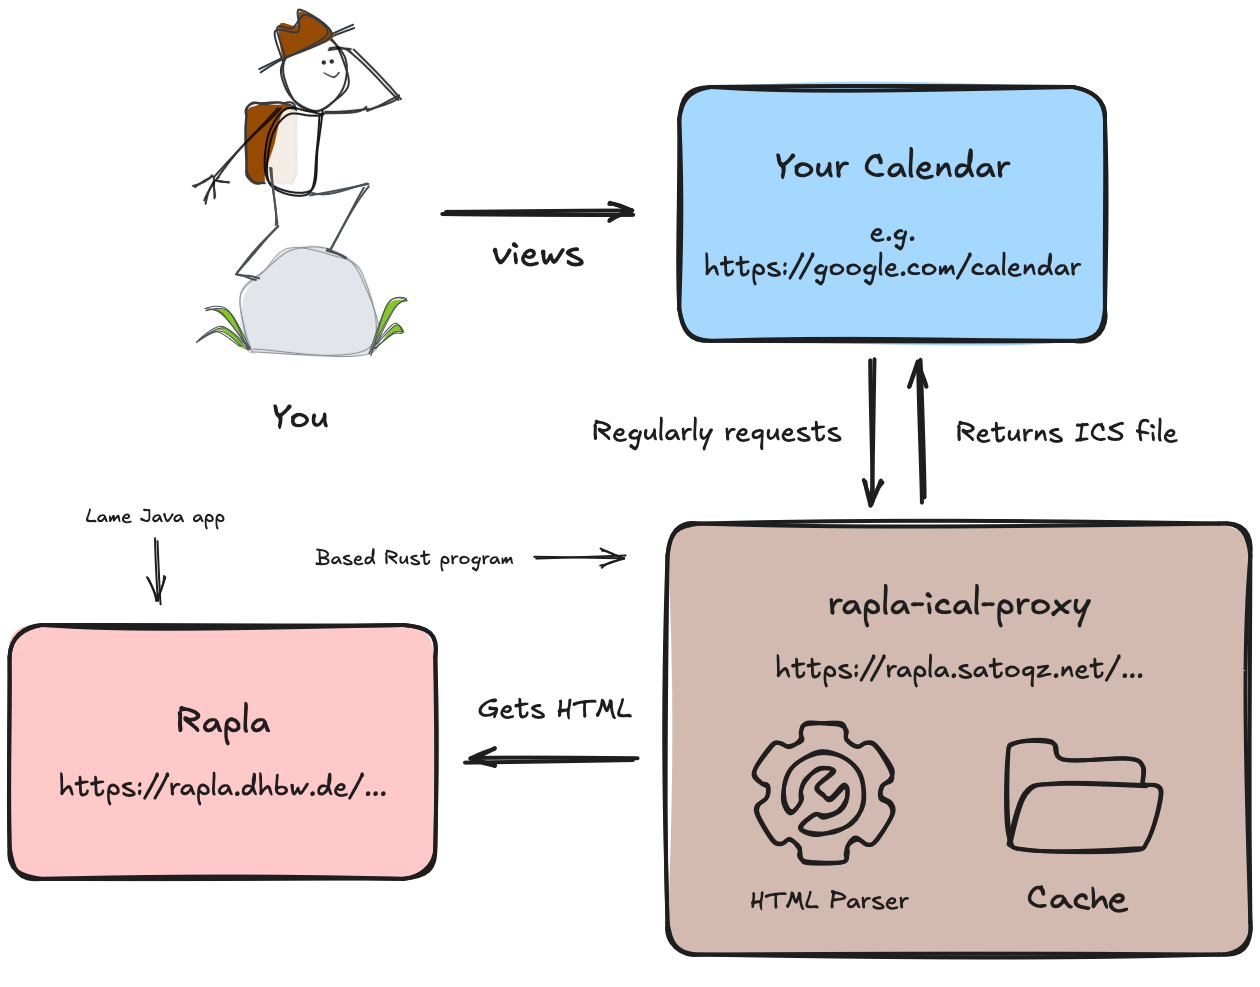 Your Calendar
e.g.
https://google.com/calendar
views
You
Regularly requests
Returns ICS file
Lame Java app
Based Rust program
rapla-ical-proxy
https://rapla.satoqz.net/...
Gets HTML
Rapla
https://rapla.dhbw.de/...
HTML Parser
Cache